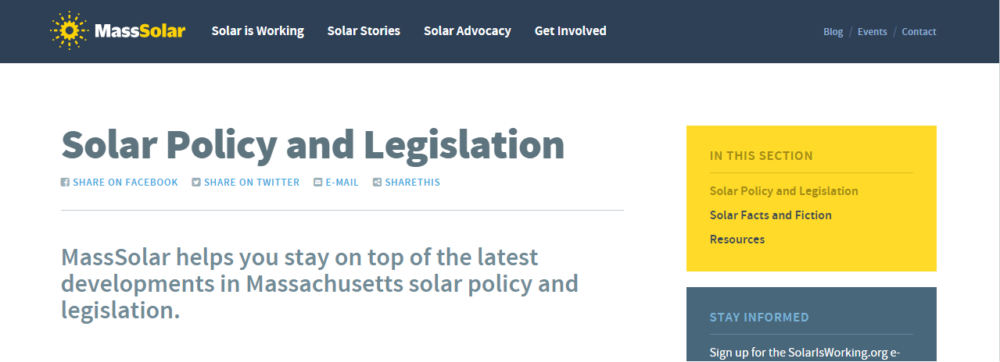 MassSolar
Solar is Working
Solar Stories
Solar Advocacy
Get Involved
Blog / Events / Contact
Solar Policy and Legislation
SHARE ON FACEBOOK
SHARE ON TWITTER
E-MAIL
SHARETHIS
MassSolar helps you stay on top of the latest
developments in Massachusetts solar policy and
legislation.
IN THIS SECTION
Solar Policy and Legislation
Solar Facts and Fiction
Resources
STAY INFORMED
Sign up for the SolarIsWorking.org e-